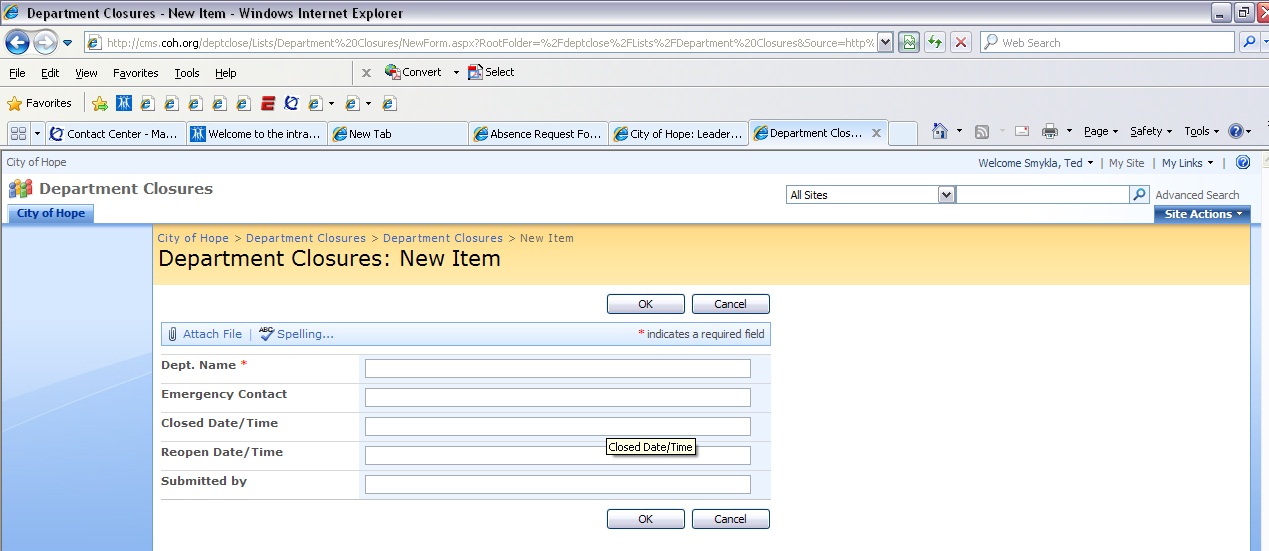 Department Closures - New Item - Windows Internet Explorer
http://cms.coh.org/deptclose/Lists/Department%20Closures/NewForm.aspx?RootFolder=%2Fdeptclose%2FLists%2FDepartment%20Closures&Source=http%
Web Search
File Edit View Favorites Tools Help
x Convert Select
Favorites
Contact Center - Ma...
Welcome to the intra...
New Tab
Absence Request Fo...
City of Hope: Leader...
Department Clos... X
Page Safety Tools
City of Hope
Welcome Smykla, Ted | My Site | My Links
Department Closures
All Sites
Advanced Search
City of Hope
Site Actions
City of Hope > Department Closures > Department Closures > New Item
Department Closures: New Item
OK Cancel
Attach File | ABC Spelling...
* indicates a required field
Dept. Name *
Emergency Contact
Closed Date/Time
Closed Date/Time
Reopen Date/Time
Submitted by
OK Cancel